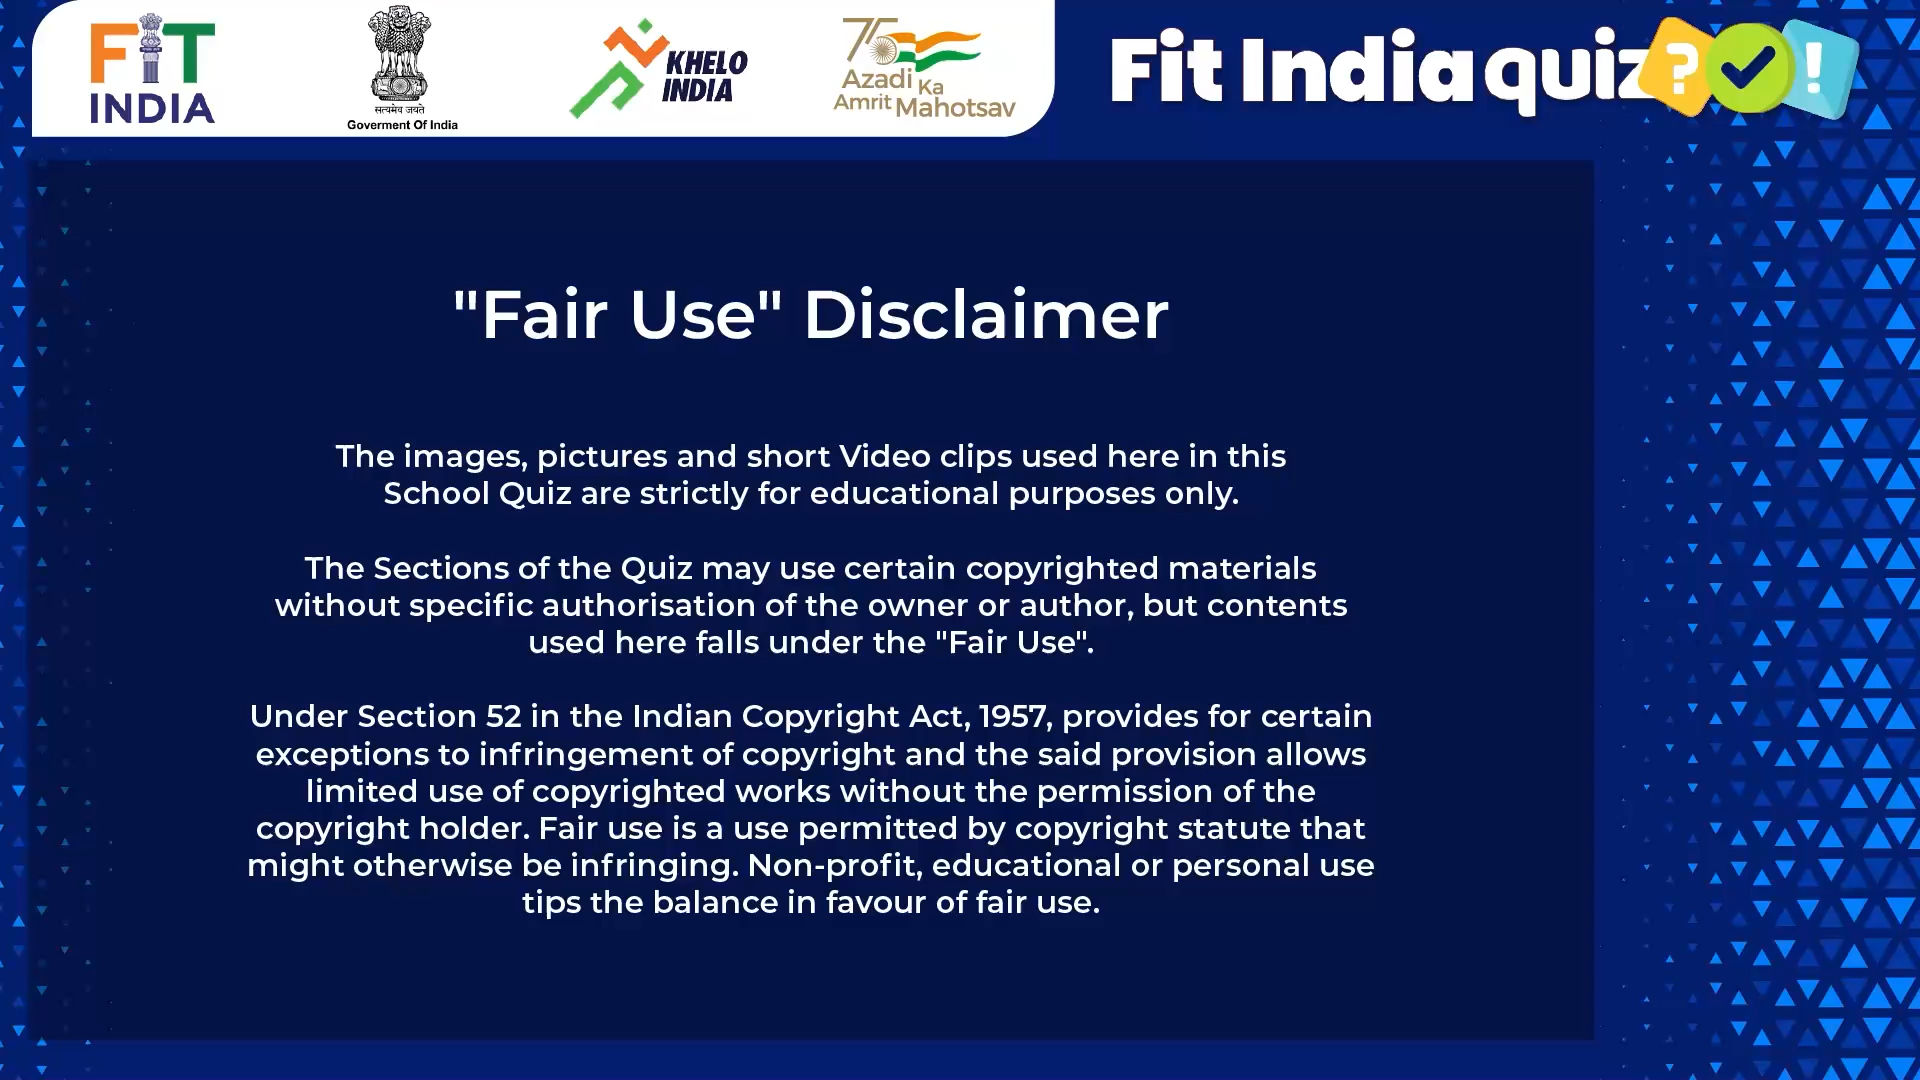 FIT
INDIA
सत्यमेव जयते
Goverment Of India
KHELO
INDIA
75
Azadi Ka
Amrit Mahotsav
Fit India quiz?!
"Fair Use" Disclaimer
The images, pictures and short Video clips used here in this
School Quiz are strictly for educational purposes only.
The Sections of the Quiz may use certain copyrighted materials
without specific authorisation of the owner or author, but contents
used here falls under the "Fair Use".
Under Section 52 in the Indian Copyright Act, 1957, provides for certain
exceptions to infringement of copyright and the said provision allows
limited use of copyrighted works without the permission of the
copyright holder. Fair use is a use permitted by copyright statute that
might otherwise be infringing. Non-profit, educational or personal use
tips the balance in favour of fair use.